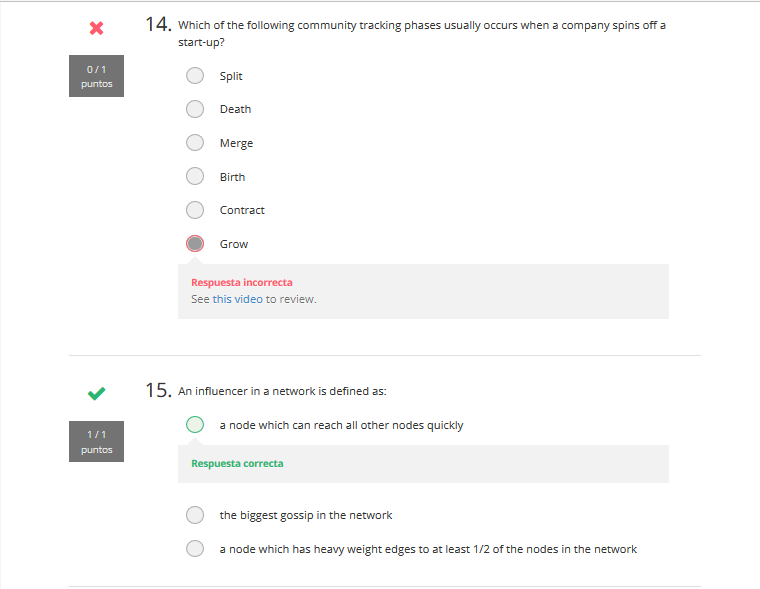 14. Which of the following community tracking phases usually occurs when a company spins off a
start-up?
0 / 1
puntos
Split
Death
Merge
Birth
Contract
Grow
Respuesta incorrecta
See this video to review.
15. An influencer in a network is defined as:
1 / 1
puntos
a node which can reach all other nodes quickly
Respuesta correcta
the biggest gossip in the network
a node which has heavy weight edges to at least 1/2 of the nodes in the network